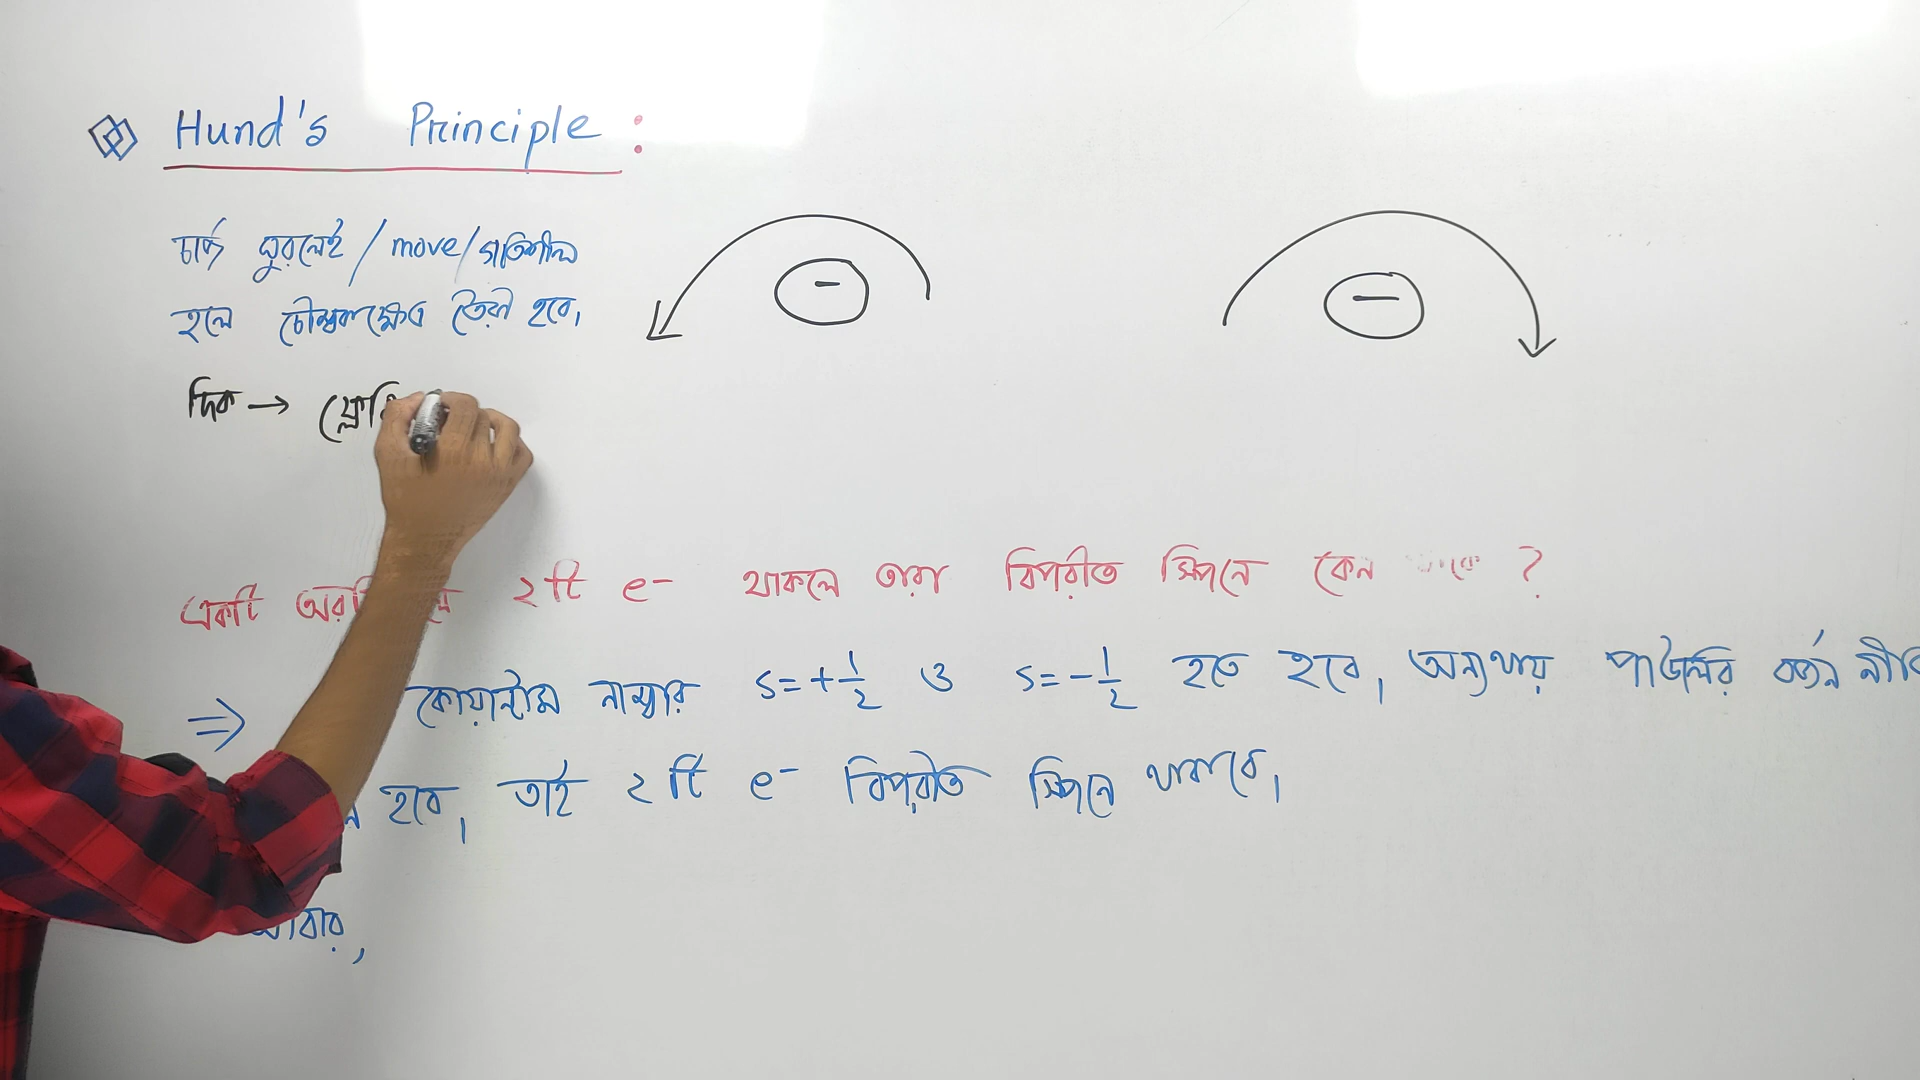 Hund's Principle :
চার্জ ঘুরলেই / move / গতিশীল
হলে চৌম্বকক্ষেত্র তৈরী হবে।
দিক →
একটি ২টি e- থাকলে তারা বিপরীত স্পিনে কেন ?
⇒ কোয়ান্টাম নাম্বার s=+1/2 ও s=-1/2 হতে হবে, অন্যথায় পাউলির বর্জন
হবে, তাই ২টি e- বিপরীত স্পিনে থাকবে।